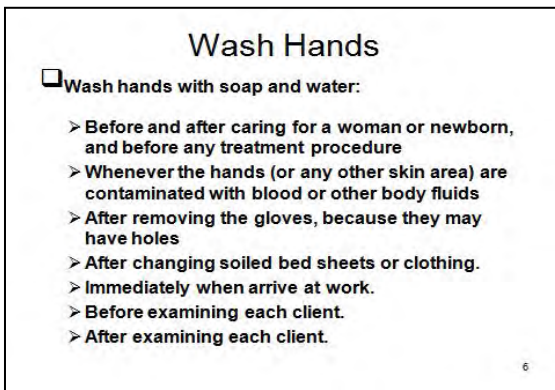 Wash Hands
Wash hands with soap and water:
Before and after caring for a woman or newborn,
and before any treatment procedure
Whenever the hands (or any other skin area) are
contaminated with blood or other body fluids
After removing the gloves, because they may
have holes
After changing soiled bed sheets or clothing.
Immediately when arrive at work.
Before examining each client.
After examining each client.
6